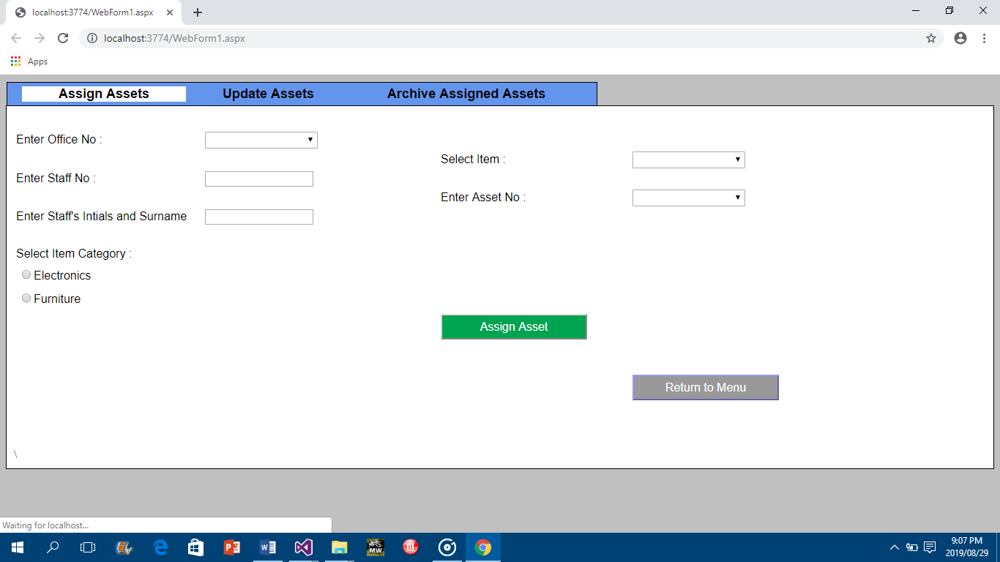 localhost:3774/WebForm1.aspx
localhost:3774/WebForm1.aspx
Apps
Assign Assets
Update Assets
Archive Assigned Assets
Enter Office No :
Select Item :
Enter Staff No :
Enter Asset No :
Enter Staff's Intials and Surname
Select Item Category :
Electronics
Furniture
Assign Asset
Return to Menu
\
Waiting for localhost...
MW
9:07 PM
2019/08/29